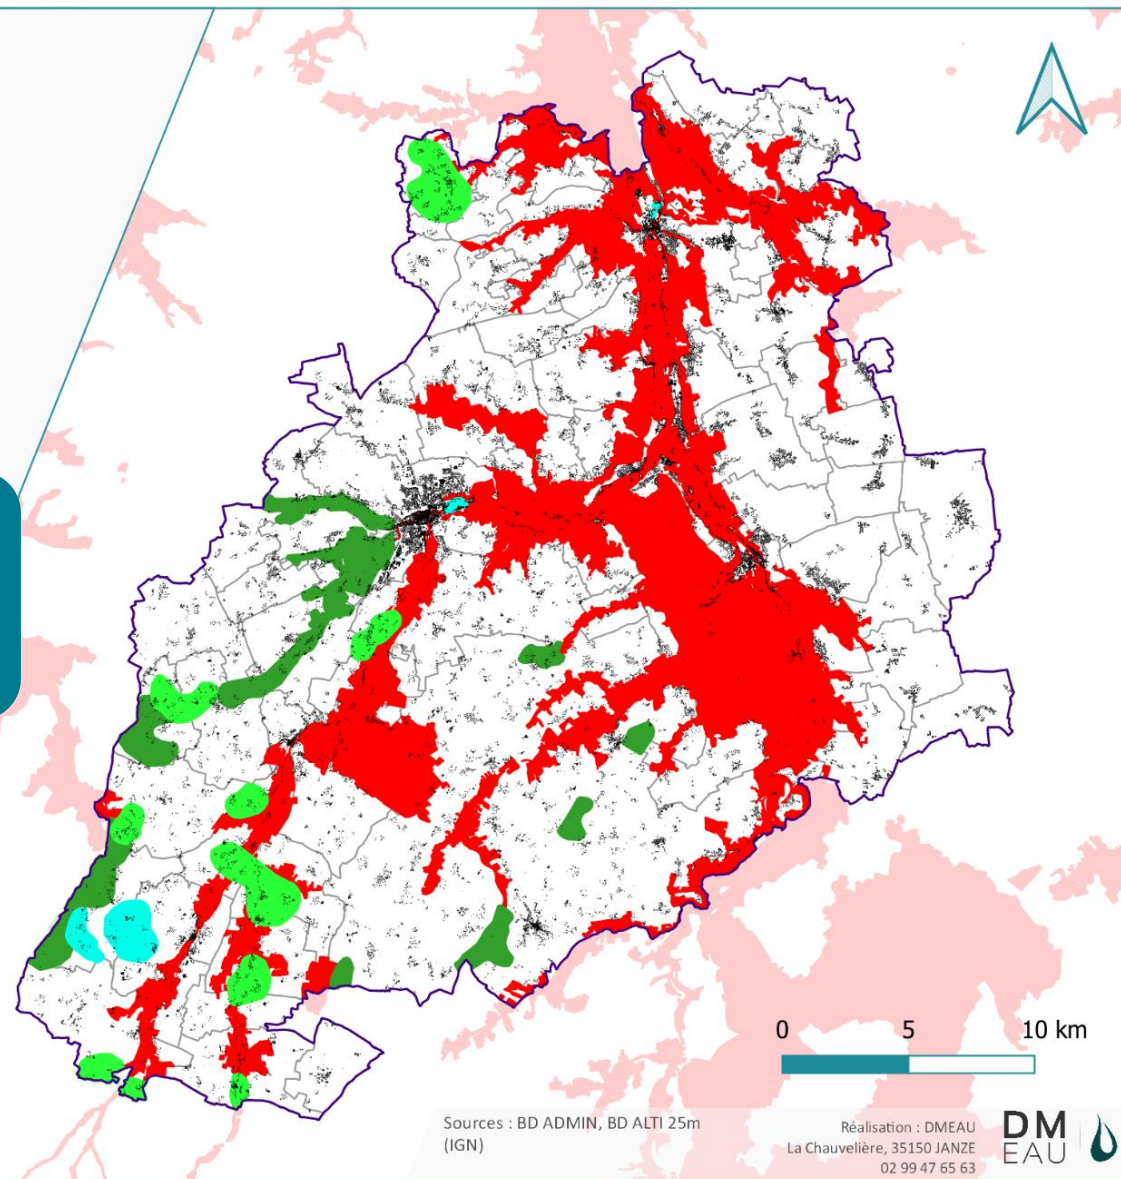 0 5 10 km
Sources : BD ADMIN, BD ALTI 25m
(IGN)
Réalisation : DMEAU
La Chauvelière, 35150 JANZE
02 99 47 65 63
DM
EAU